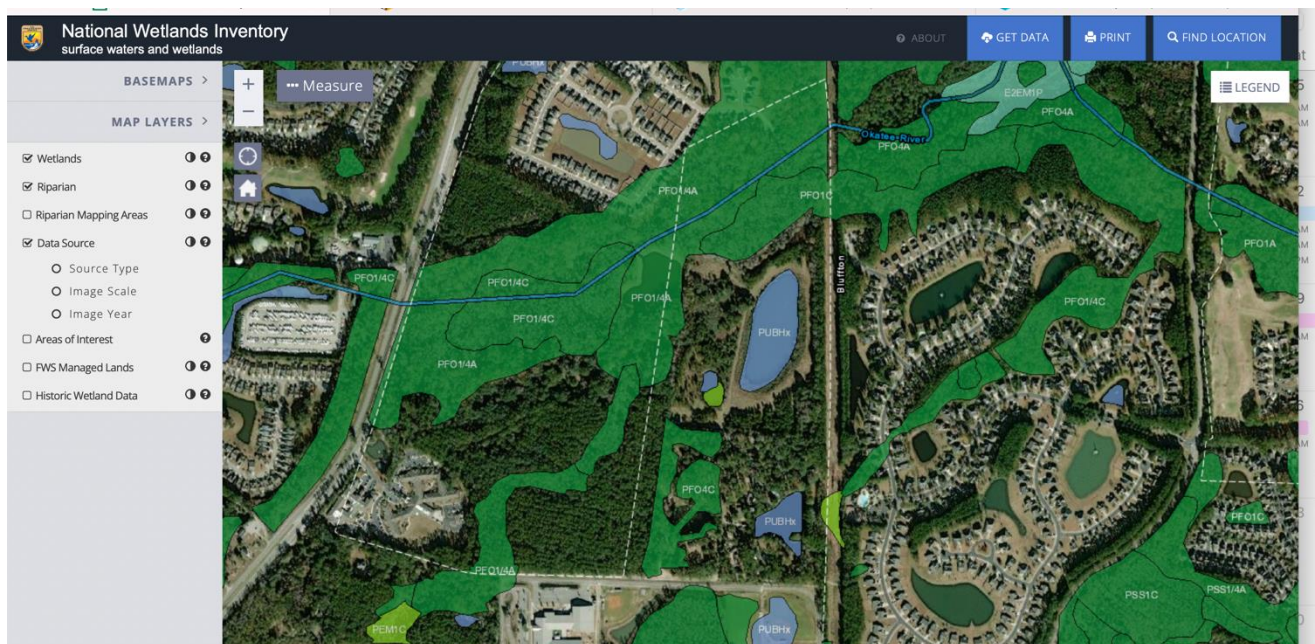 National Wetlands Inventory
surface waters and wetlands
ABOUT
GET DATA
PRINT
FIND LOCATION
BASEMAPS >
MAP LAYERS >
Wetlands
Riparian
Riparian Mapping Areas
Data Source
Source Type
Image Scale
Image Year
Areas of Interest
FWS Managed Lands
Historic Wetland Data
+
−
••• Measure
LEGEND
PUBHx
E2EM1P
PFO4A
Okatee-River
PFO4A
PFO1/4A
PFO1C
PFO1A
PFO1/4C
PFO1/4C
PFO1/4A
PFO1/4C
PFO1/4C
Bluffton
PUBHx
PFO1/4A
PFO4C
PUBHx
PFO1C
PFO1/4A
PSS1C
PSS1/4A
PEM1C
PUBHx